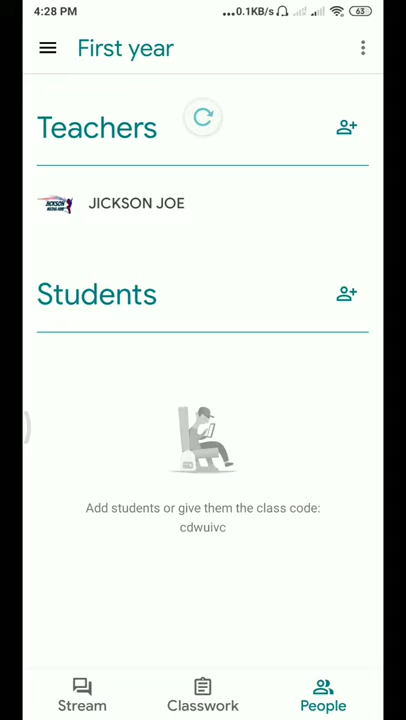 4:28 PM
...0.1KB/s
63
First year
Teachers
JICKSON JOE
Students
Add students or give them the class code:
cdwuivc
Stream
Classwork
People